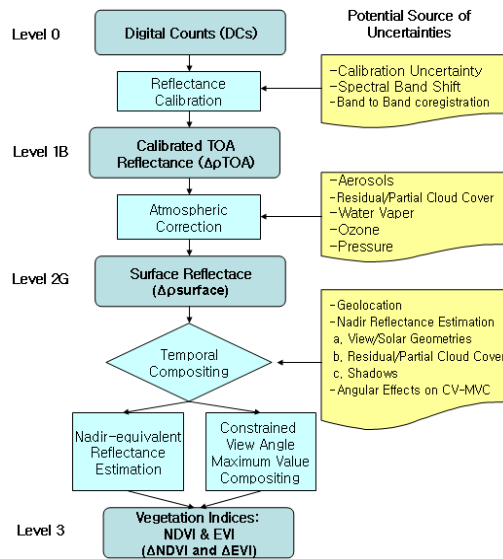 Potential Source of
Uncertainties
Level 0
Digital Counts (DCs)
Reflectance
Calibration
-Calibration Uncertainty
-Spectral Band Shift
-Band to Band coregistration
Level 1B
Calibrated TOA
Reflectance (ΔρTOA)
Atmospheric
Correction
-Aerosols
-Residual/Partial Cloud Cover
-Water Vaper
-Ozone
-Pressure
Level 2G
Surface Reflectace
(Δρsurface)
Temporal
Compositing
-Geolocation
-Nadir Reflectance Estimation
a. View/Solar Geometries
b. Residual/Partial Cloud Cover
c. Shadows
-Angular Effects on CV-MVC
Nadir-equivalent
Reflectance
Estimation
Constrained
View Angle
Maximum Value
Compositing
Level 3
Vegetation Indices:
NDVI & EVI
(ΔNDVI and ΔEVI)